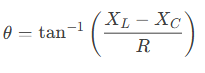 θ = tan⁻¹ ( (X_L − X_C) / R )